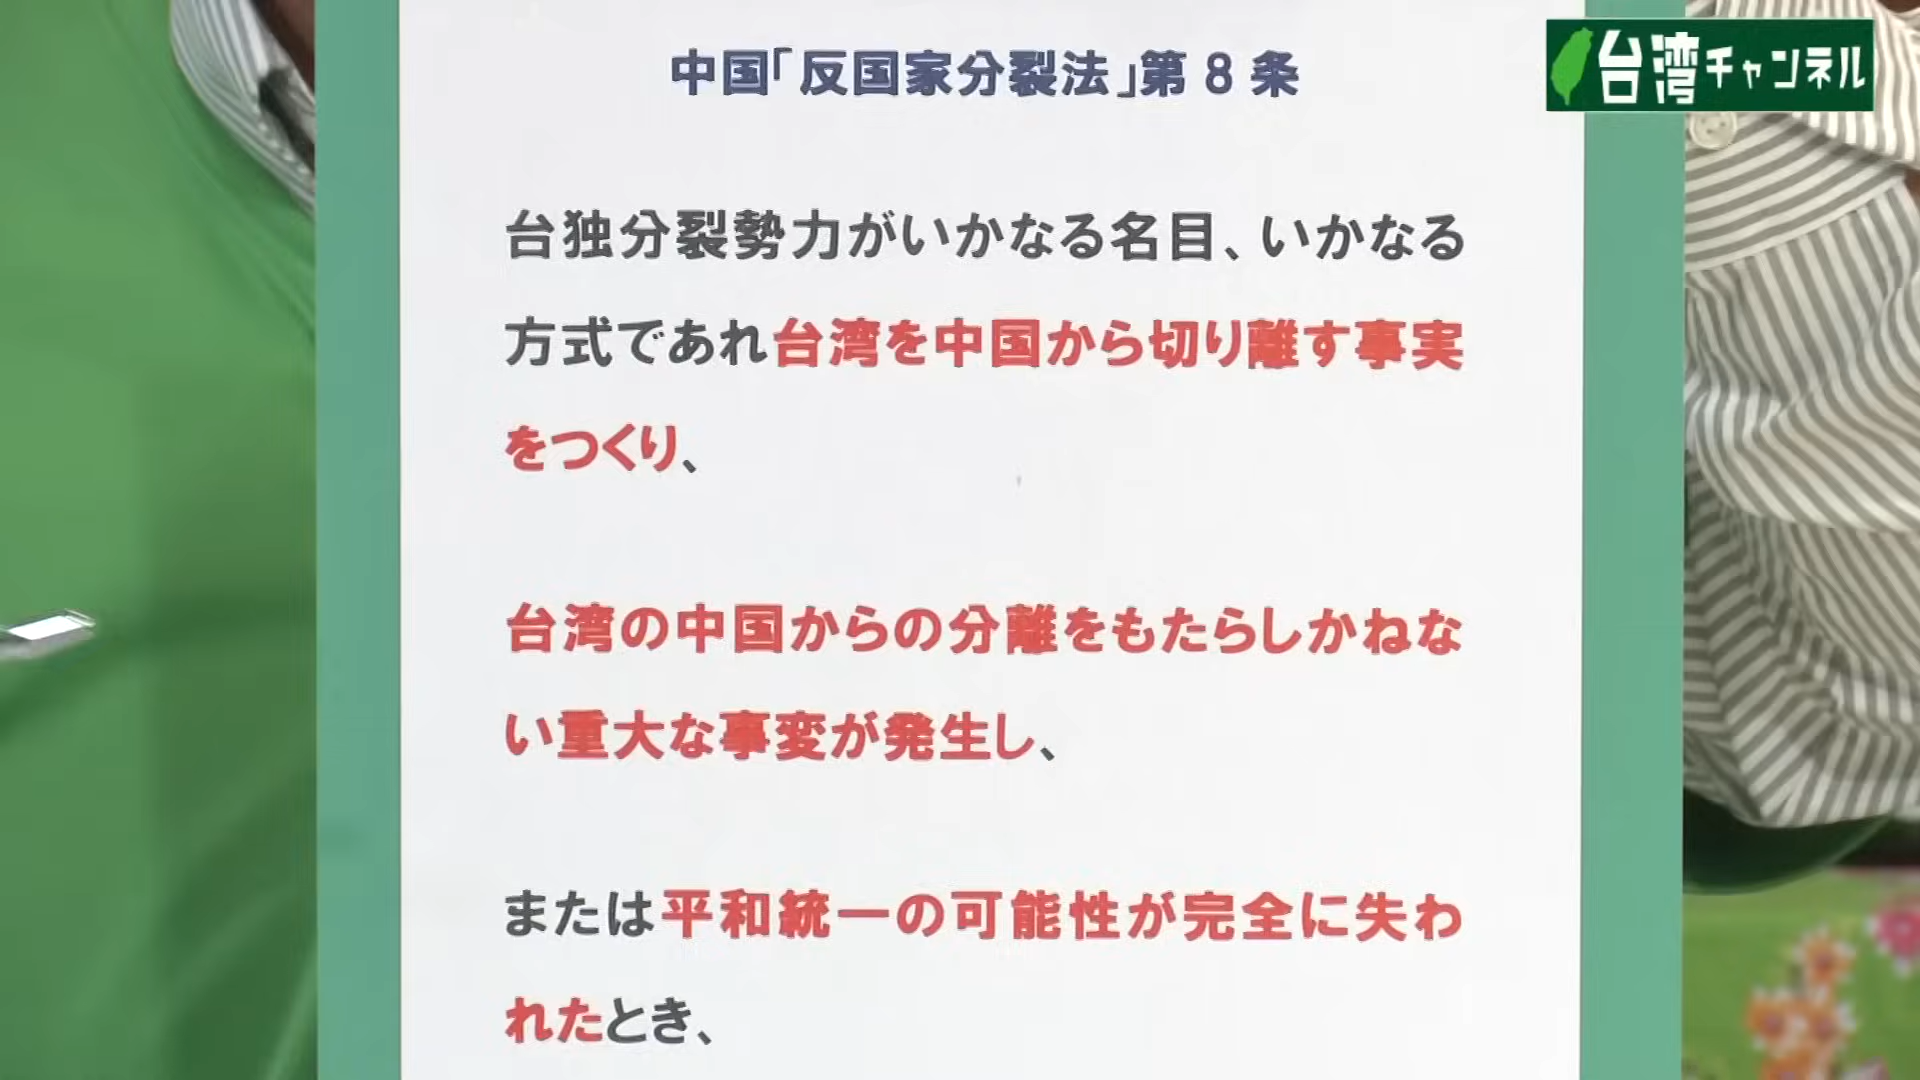 中国「反国家分裂法」第8条
台湾チャンネル
台独分裂勢力がいかなる名目、いかなる
方式であれ台湾を中国から切り離す事実
をつくり、
台湾の中国からの分離をもたらしかねな
い重大な事変が発生し、
または平和統一の可能性が完全に失わ
れたとき、